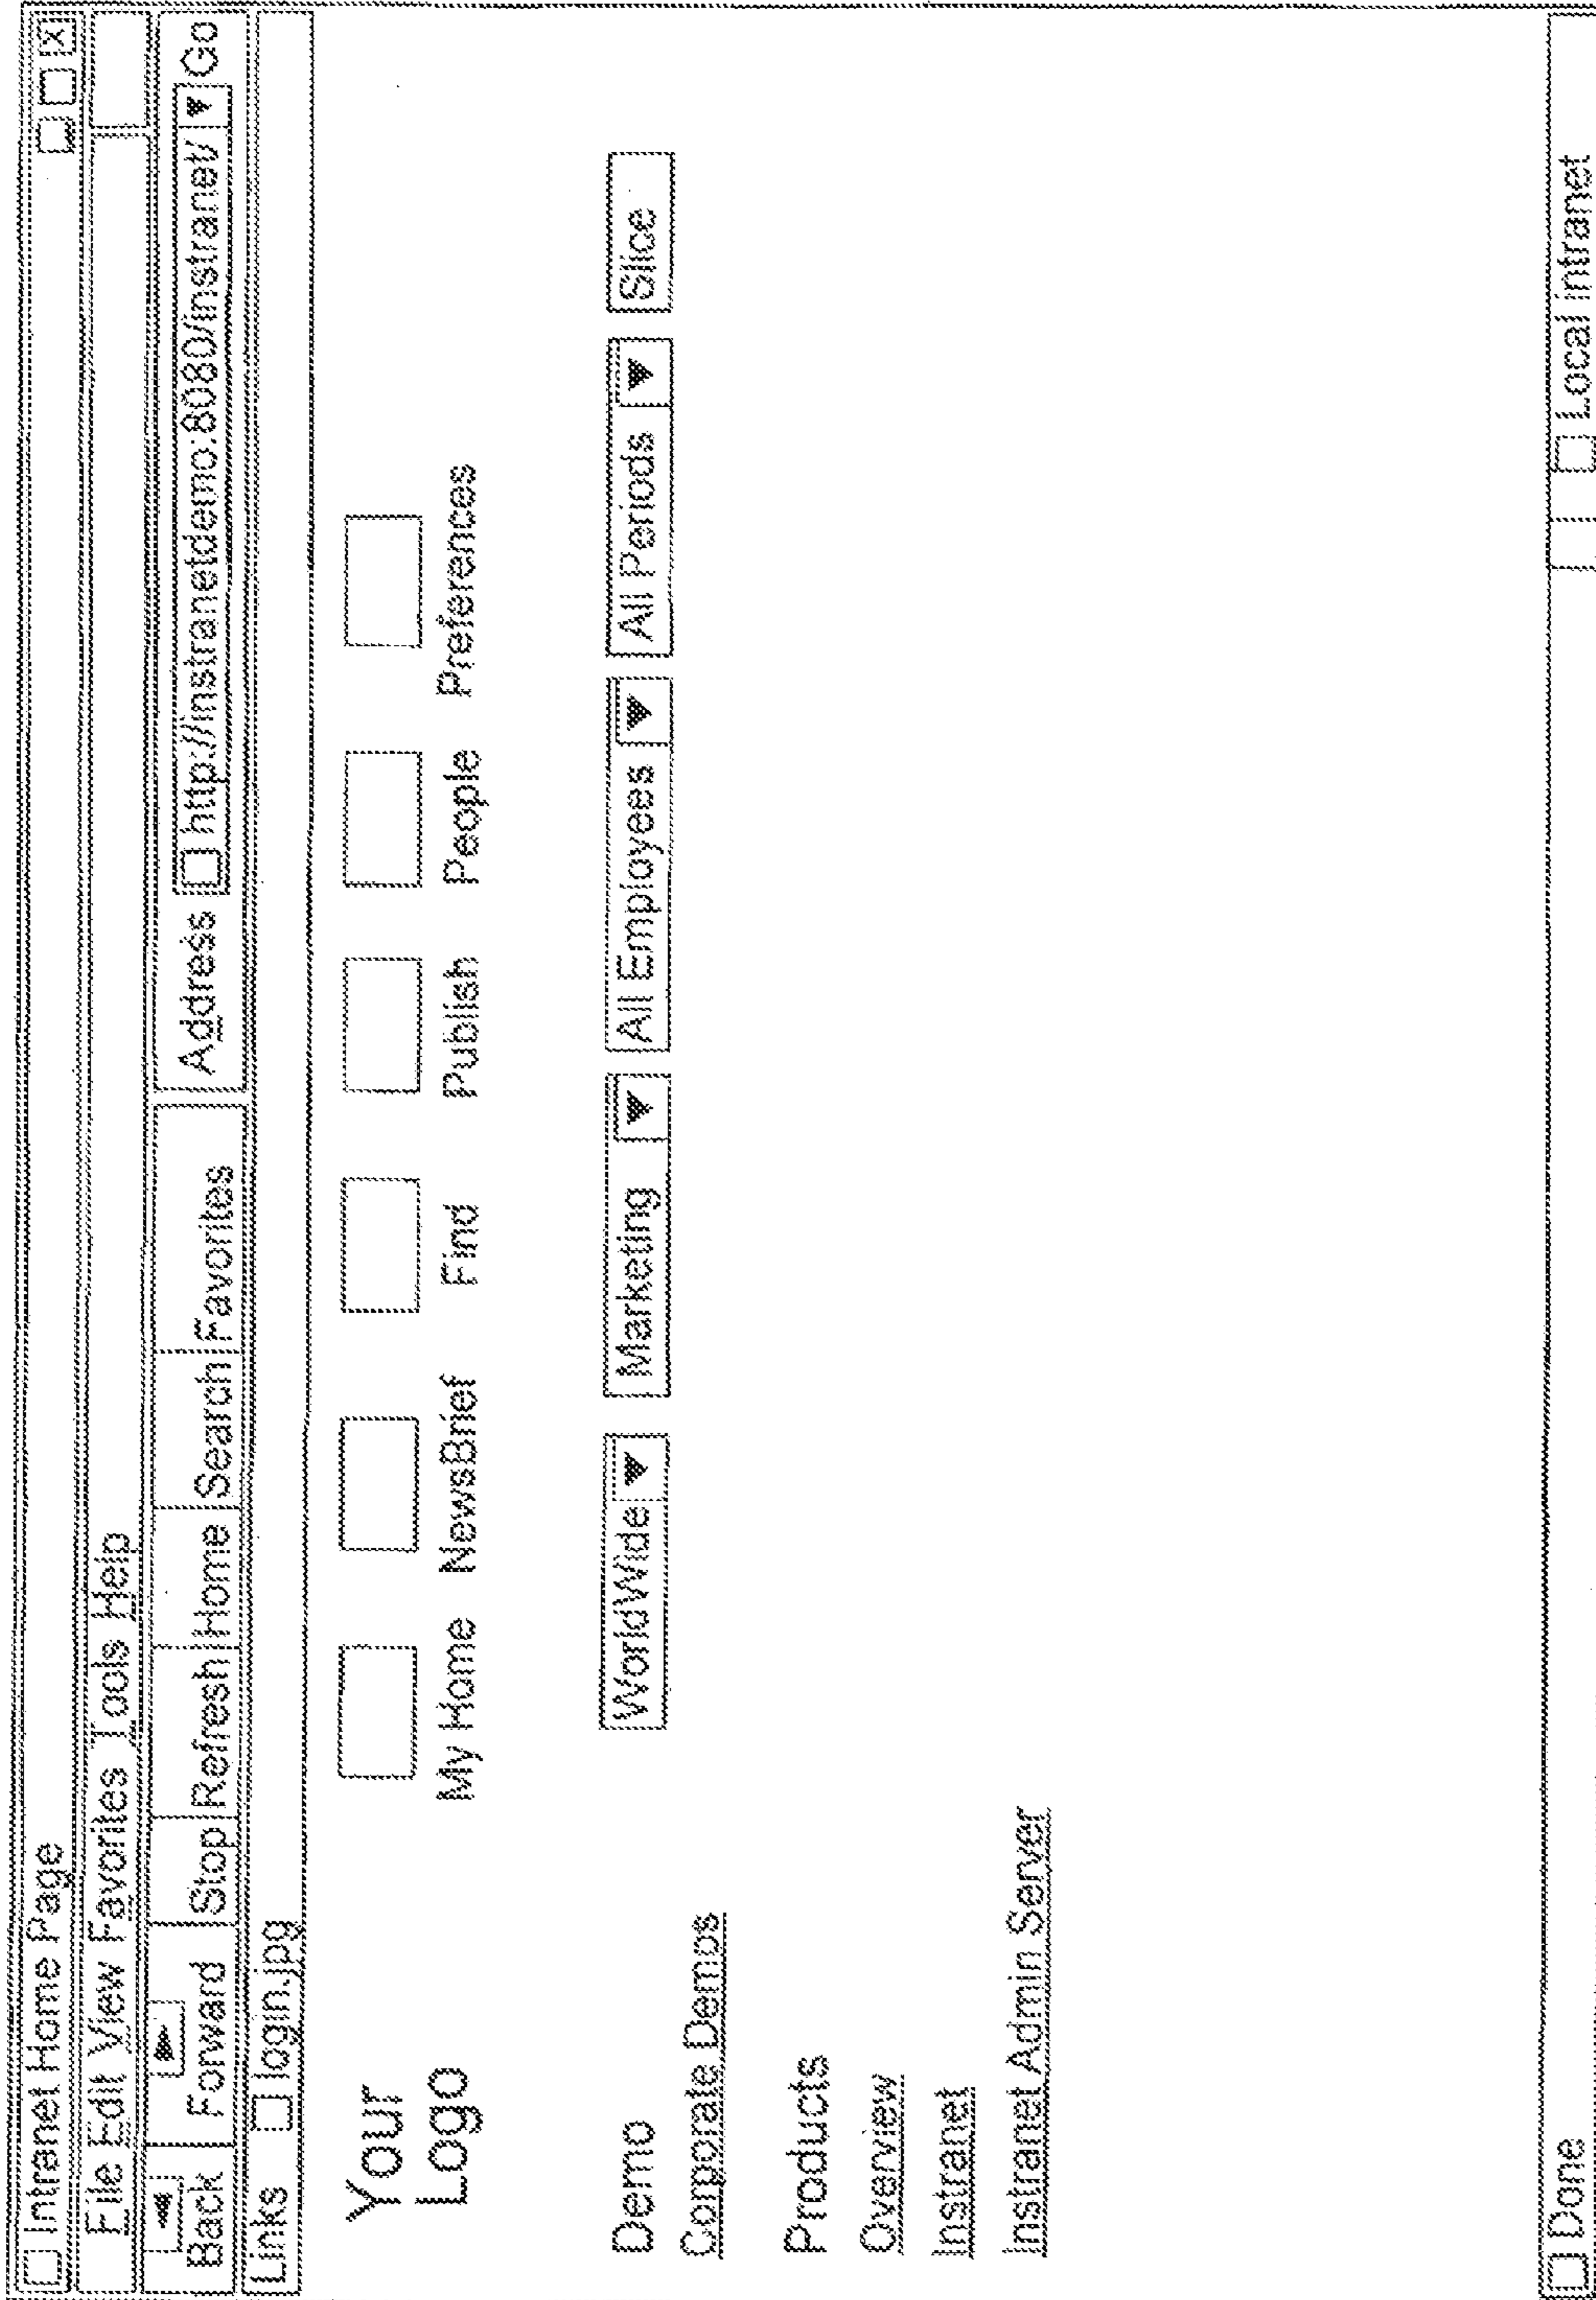 Intranet Home Page
File Edit View Favorites Tools Help
Back Forward Stop Refresh Home Search Favorites Address http://instranetdemo:8080/instranet/ Go
Links login.jpg
Your
Logo
My Home NewsBrief Find Publish People Preferences
Demo WorldWide Marketing All Employees All Periods Slice
Corporate Demos
Products
Overview
Instranet
Instranet Admin Server
Done Local intranet